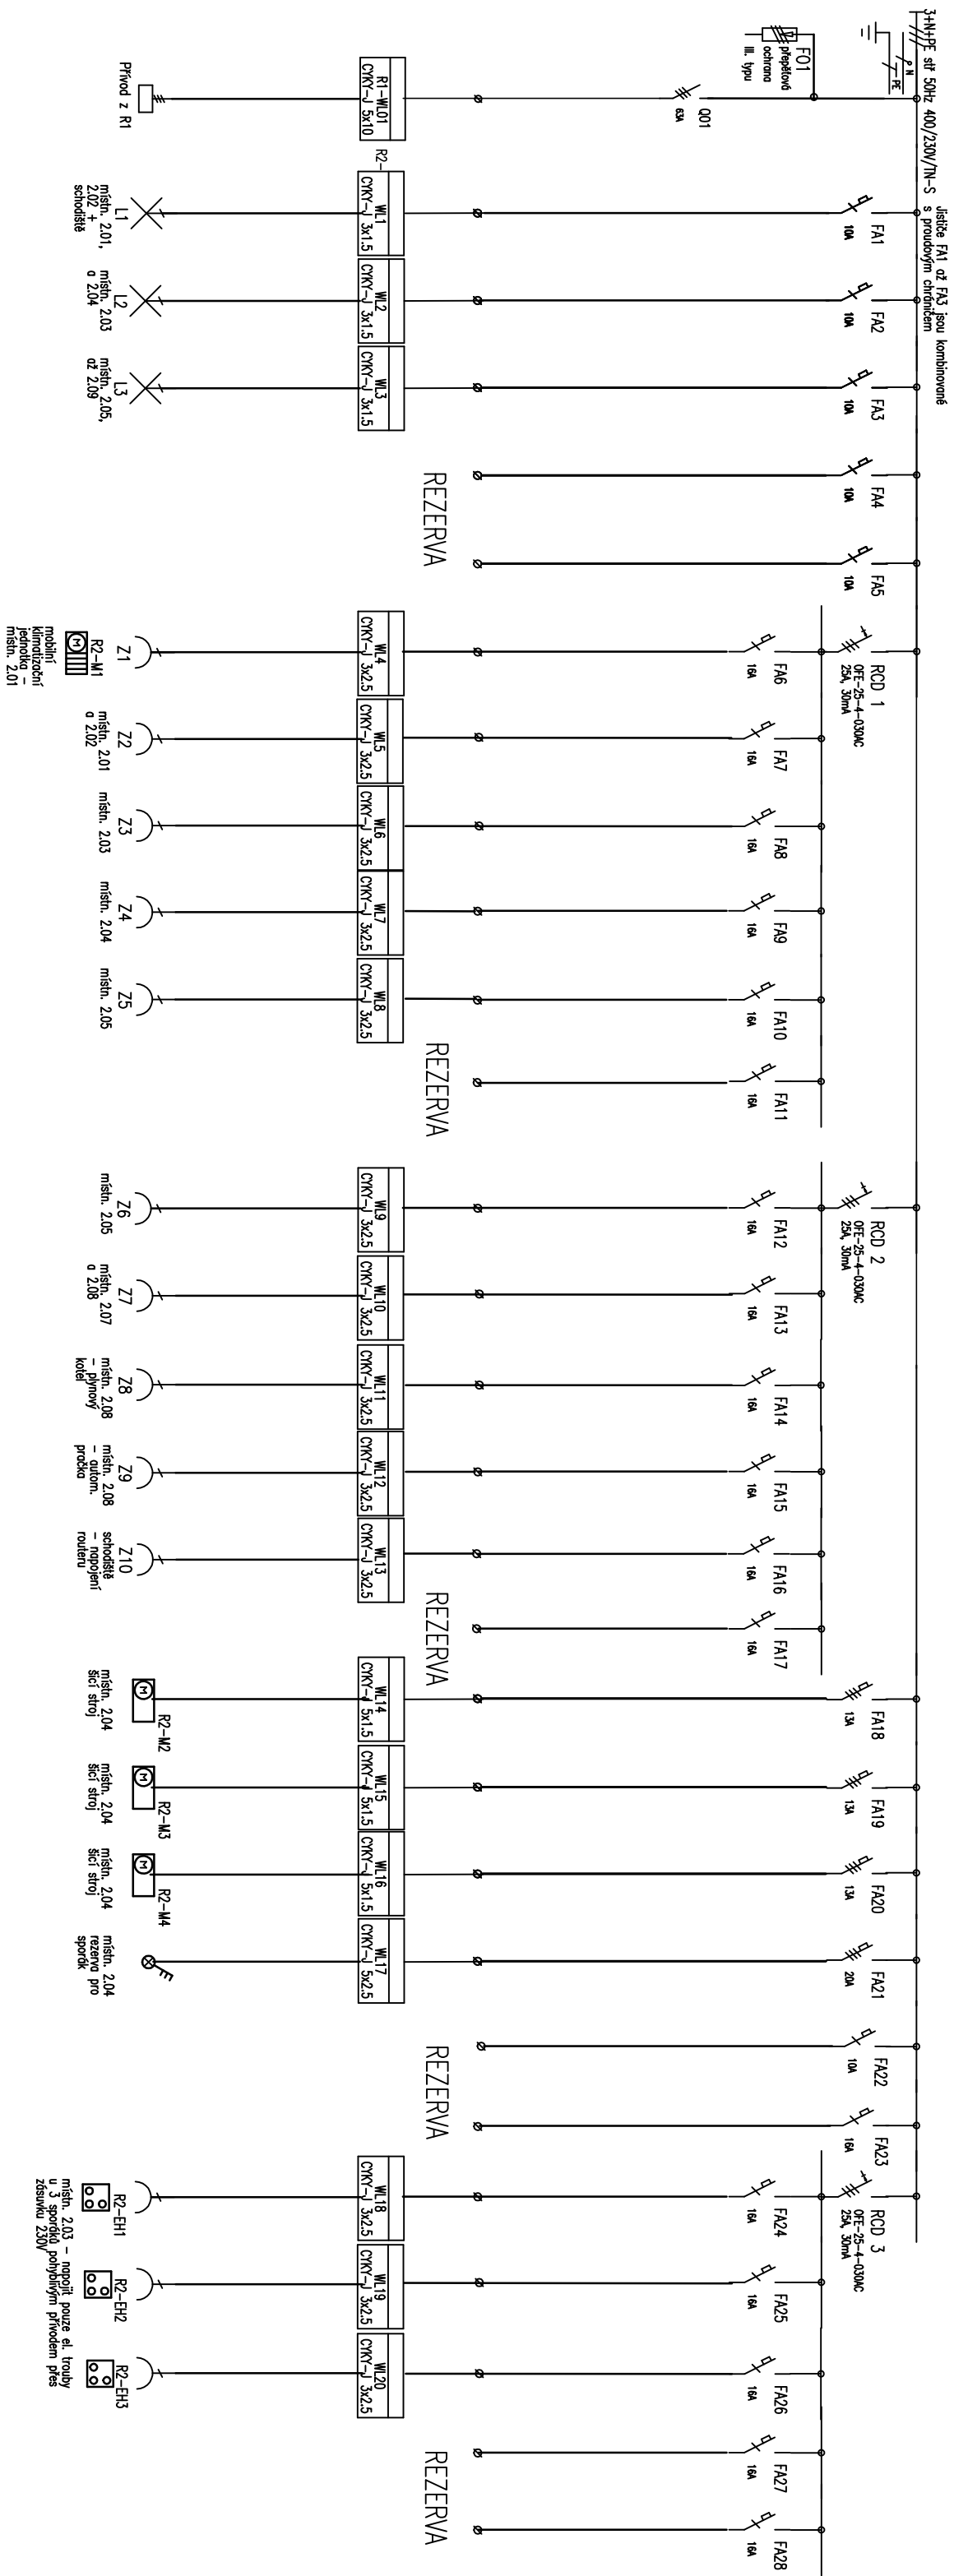 3+N+PE stř 50Hz 400/230V/TN-S
N
PE
FO1
přepěťová
ochrana
III. typu
Q01
63A
R1-WL01
CYKY-J 5x10
Přívod z R1
Jističe FA1 až FA3 jsou kombinované
s proudovým chráničem
R2-
FA1
10A
WL1
CYKY-J 3x1.5
L1
místn. 2.01,
2.02 +
schodiště
FA2
10A
WL2
CYKY-J 3x1.5
L2
místn. 2.03
a 2.04
FA3
10A
WL3
CYKY-J 3x1.5
L3
místn. 2.05,
až 2.09
FA4
10A
REZERVA
FA5
10A
RCD 1
OFE-25-4-030AC
25A, 30mA
FA6
16A
WL4
CYKY-J 3x2.5
Z1
R2-M1
M
mobilní
klimatizační
jednotka -
místn. 2.01
FA7
16A
WL5
CYKY-J 3x2.5
Z2
místn. 2.01
a 2.02
FA8
16A
WL6
CYKY-J 3x2.5
Z3
místn. 2.03
FA9
16A
WL7
CYKY-J 3x2.5
Z4
místn. 2.04
FA10
16A
WL8
CYKY-J 3x2.5
Z5
místn. 2.05
FA11
16A
REZERVA
RCD 2
OFE-25-4-030AC
25A, 30mA
FA12
16A
WL9
CYKY-J 3x2.5
Z6
místn. 2.05
FA13
16A
WL10
CYKY-J 3x2.5
Z7
místn. 2.07
a 2.08
FA14
16A
WL11
CYKY-J 3x2.5
Z8
místn. 2.08
- plynový
kotel
FA15
16A
WL12
CYKY-J 3x2.5
Z9
místn. 2.08
- autom.
pračka
FA16
16A
WL13
CYKY-J 3x2.5
Z10
schodiště
- napojení
routeru
FA17
16A
REZERVA
FA18
13A
WL14
CYKY-J 5x1.5
R2-M2
M
místn. 2.04
šicí stroj
FA19
13A
WL15
CYKY-J 5x1.5
R2-M3
M
místn. 2.04
šicí stroj
FA20
13A
WL16
CYKY-J 5x1.5
R2-M4
M
místn. 2.04
šicí stroj
FA21
20A
WL17
CYKY-J 5x2.5
místn. 2.04
rezerva pro
sporák
FA22
10A
REZERVA
FA23
16A
RCD 3
OFE-25-4-030AC
25A, 30mA
FA24
16A
WL18
CYKY-J 3x2.5
R2-EH1
FA25
16A
WL19
CYKY-J 3x2.5
R2-EH2
FA26
16A
WL20
CYKY-J 3x2.5
R2-EH3
místn. 2.03 - napojit pouze el. trouby
u 3 sporáků pohyblivým přívodem přes
zásuvku 230V
FA27
16A
REZERVA
FA28
16A